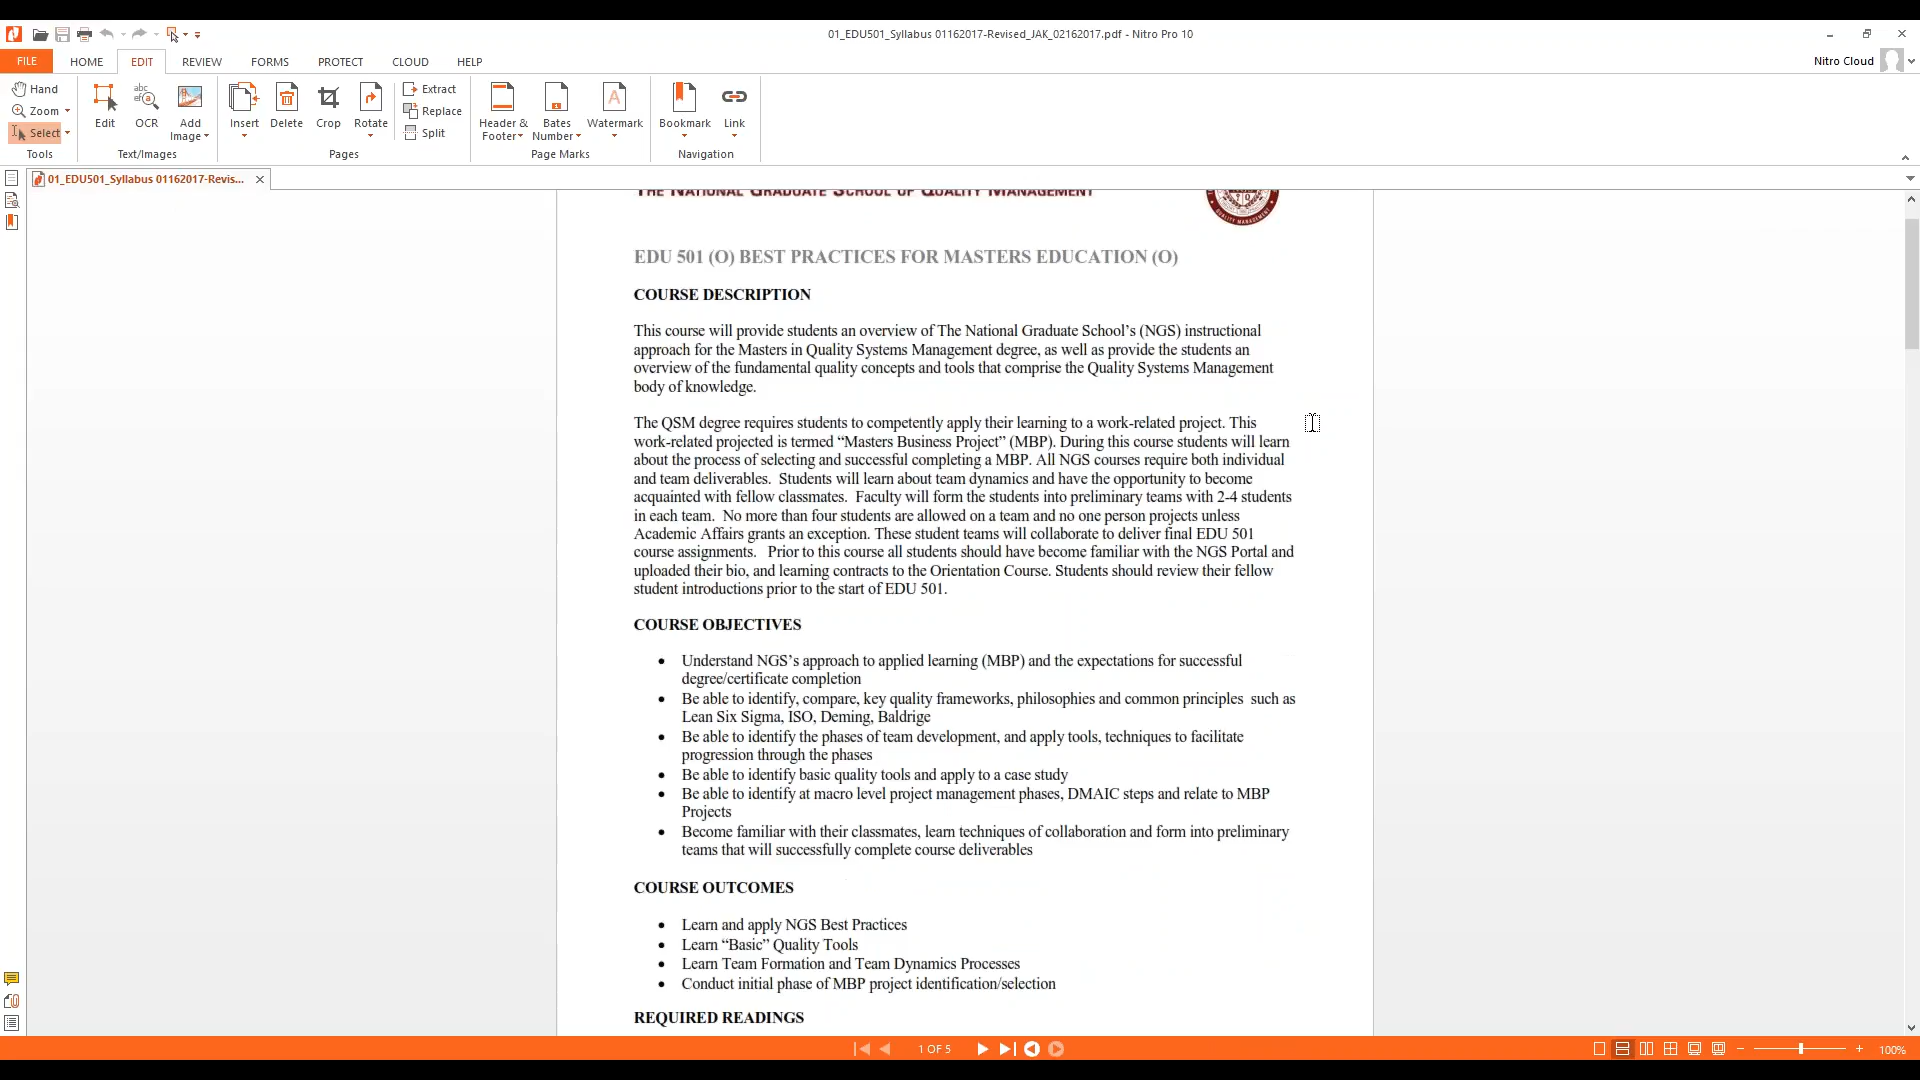 01_EDU501_Syllabus 01162017-Revised_JAK_02162017.pdf - Nitro Pro 10
FILE HOME EDIT REVIEW FORMS PROTECT CLOUD HELP
Nitro Cloud
Hand
Zoom
Select
Tools
Edit
OCR
Add Image
Text/Images
Insert
Delete
Crop
Rotate
Extract
Replace
Split
Pages
Header & Footer
Bates Number
Watermark
Page Marks
Bookmark
Link
Navigation
01_EDU501_Syllabus 01162017-Revis...
THE NATIONAL GRADUATE SCHOOL OF QUALITY MANAGEMENT
QUALITY MANAGEMENT
EDU 501 (O) BEST PRACTICES FOR MASTERS EDUCATION (O)
COURSE DESCRIPTION
This course will provide students an overview of The National Graduate School’s (NGS) instructional
approach for the Masters in Quality Systems Management degree, as well as provide the students an
overview of the fundamental quality concepts and tools that comprise the Quality Systems Management
body of knowledge.
The QSM degree requires students to competently apply their learning to a work-related project. This
work-related projected is termed “Masters Business Project” (MBP). During this course students will learn
about the process of selecting and successful completing a MBP. All NGS courses require both individual
and team deliverables.  Students will learn about team dynamics and have the opportunity to become
acquainted with fellow classmates.  Faculty will form the students into preliminary teams with 2-4 students
in each team.  No more than four students are allowed on a team and no one person projects unless
Academic Affairs grants an exception. These student teams will collaborate to deliver final EDU 501
course assignments.   Prior to this course all students should have become familiar with the NGS Portal and
uploaded their bio, and learning contracts to the Orientation Course. Students should review their fellow
student introductions prior to the start of EDU 501.
COURSE OBJECTIVES
• Understand NGS’s approach to applied learning (MBP) and the expectations for successful
degree/certificate completion
• Be able to identify, compare, key quality frameworks, philosophies and common principles  such as
Lean Six Sigma, ISO, Deming, Baldrige
• Be able to identify the phases of team development, and apply tools, techniques to facilitate
progression through the phases
• Be able to identify basic quality tools and apply to a case study
• Be able to identify at macro level project management phases, DMAIC steps and relate to MBP
Projects
• Become familiar with their classmates, learn techniques of collaboration and form into preliminary
teams that will successfully complete course deliverables
COURSE OUTCOMES
• Learn and apply NGS Best Practices
• Learn “Basic” Quality Tools
• Learn Team Formation and Team Dynamics Processes
• Conduct initial phase of MBP project identification/selection
REQUIRED READINGS
1 OF 5
100%